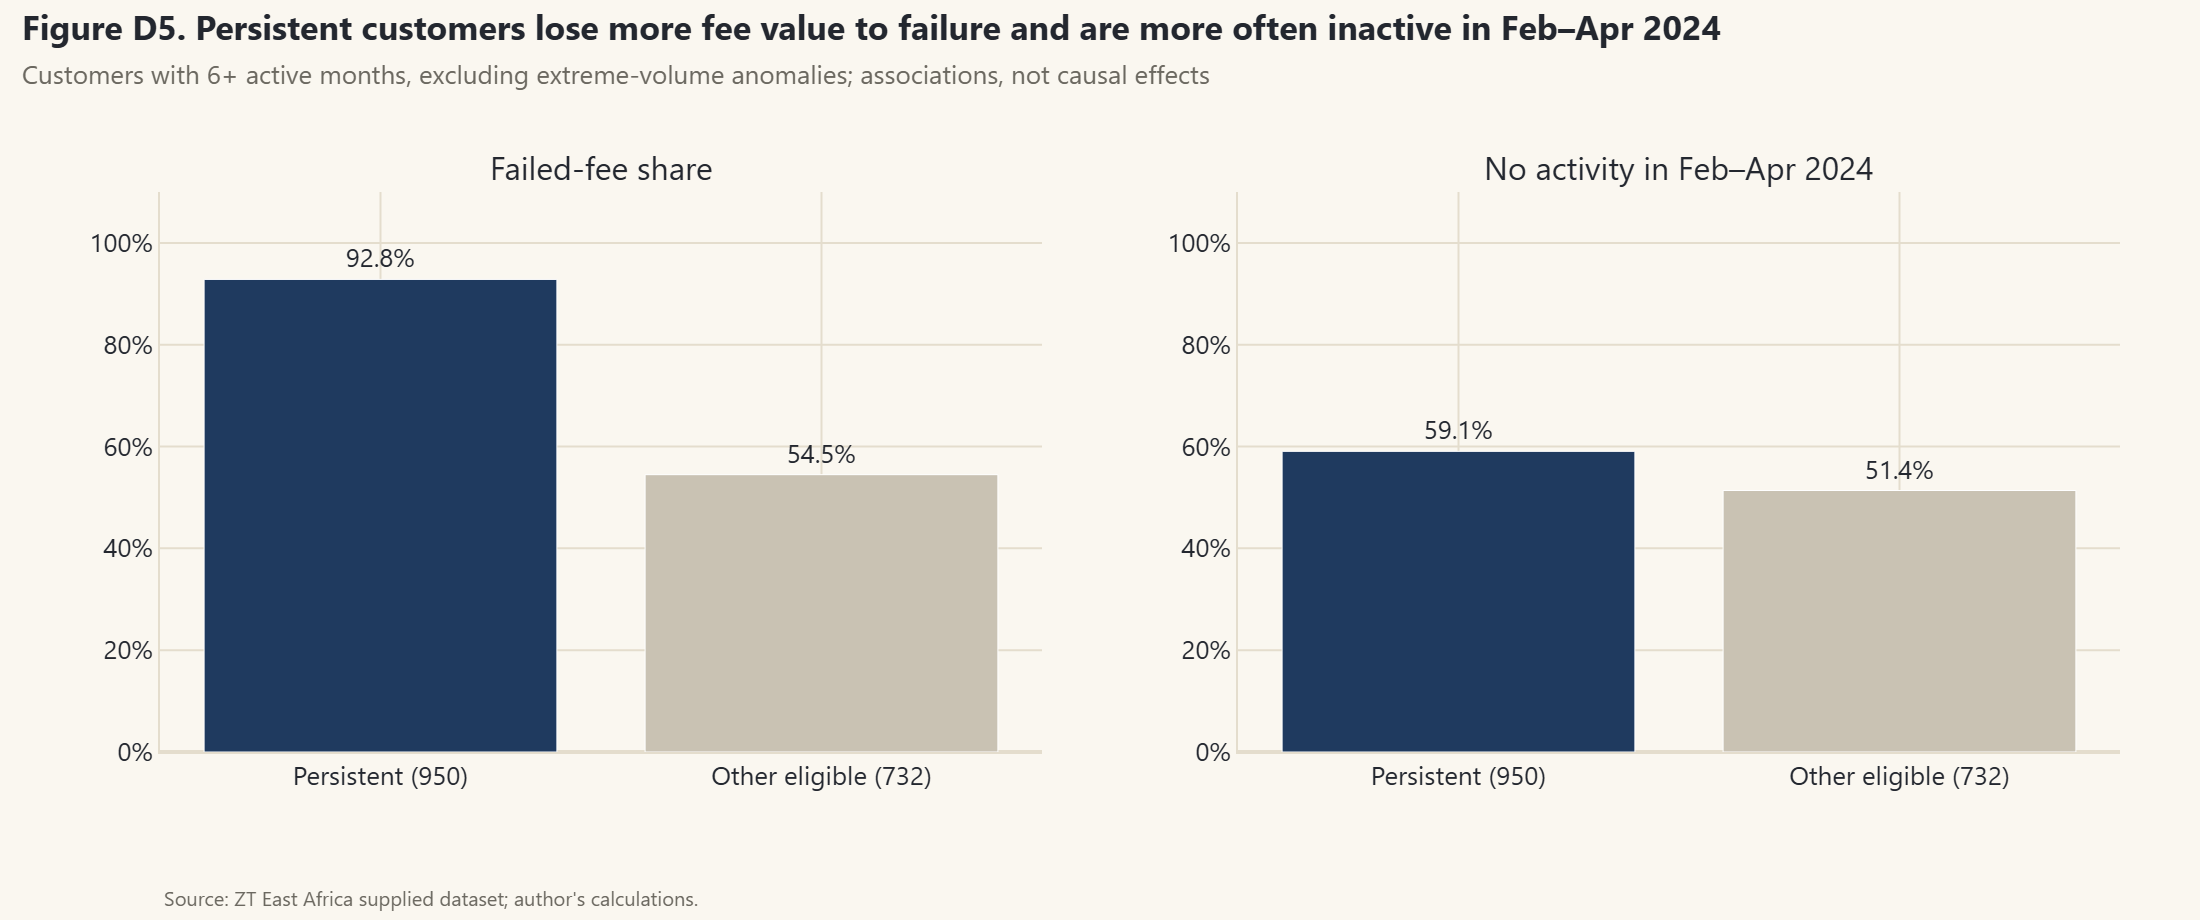 Figure D5. Persistent customers lose more fee value to failure and are more often inactive in Feb–Apr 2024
Customers with 6+ active months, excluding extreme-volume anomalies; associations, not causal effects
Failed-fee share
100%
80%
60%
40%
20%
0%
92.8%
54.5%
Persistent (950)
Other eligible (732)
No activity in Feb–Apr 2024
100%
80%
60%
40%
20%
0%
59.1%
51.4%
Persistent (950)
Other eligible (732)
Source: ZT East Africa supplied dataset; author's calculations.